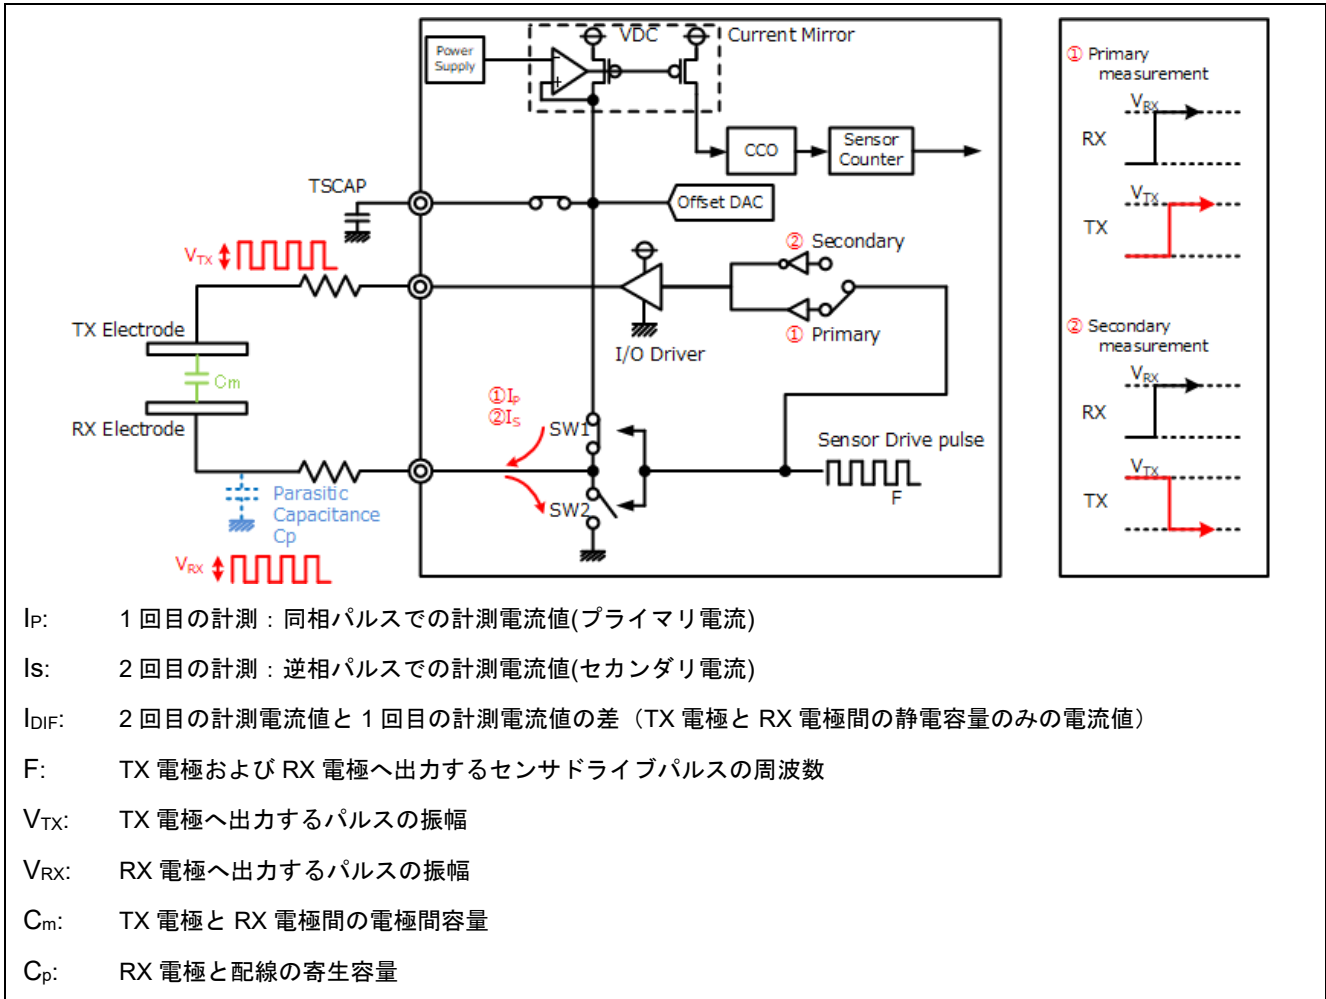 Power
Supply
VDC
Current Mirror
CCO
Sensor
Counter
TSCAP
Offset DAC
VTX
② Secondary
① Primary
I/O Driver
TX Electrode
Cm
RX Electrode
①IP
②IS
SW1
SW2
Sensor Drive pulse
F
Parasitic
Capacitance
Cp
VRX
① Primary
measurement
VRX
RX
VTX
TX
② Secondary
measurement
VRX
RX
VTX
TX
IP: 1 回目の計測：同相パルスでの計測電流値(プライマリ電流)
Is: 2 回目の計測：逆相パルスでの計測電流値(セカンダリ電流)
IDIF: 2 回目の計測電流値と 1 回目の計測電流値の差（TX 電極と RX 電極間の静電容量のみの電流値）
F: TX 電極および RX 電極へ出力するセンサドライブパルスの周波数
VTX: TX 電極へ出力するパルスの振幅
VRX: RX 電極へ出力するパルスの振幅
Cm: TX 電極と RX 電極間の電極間容量
Cp: RX 電極と配線の寄生容量